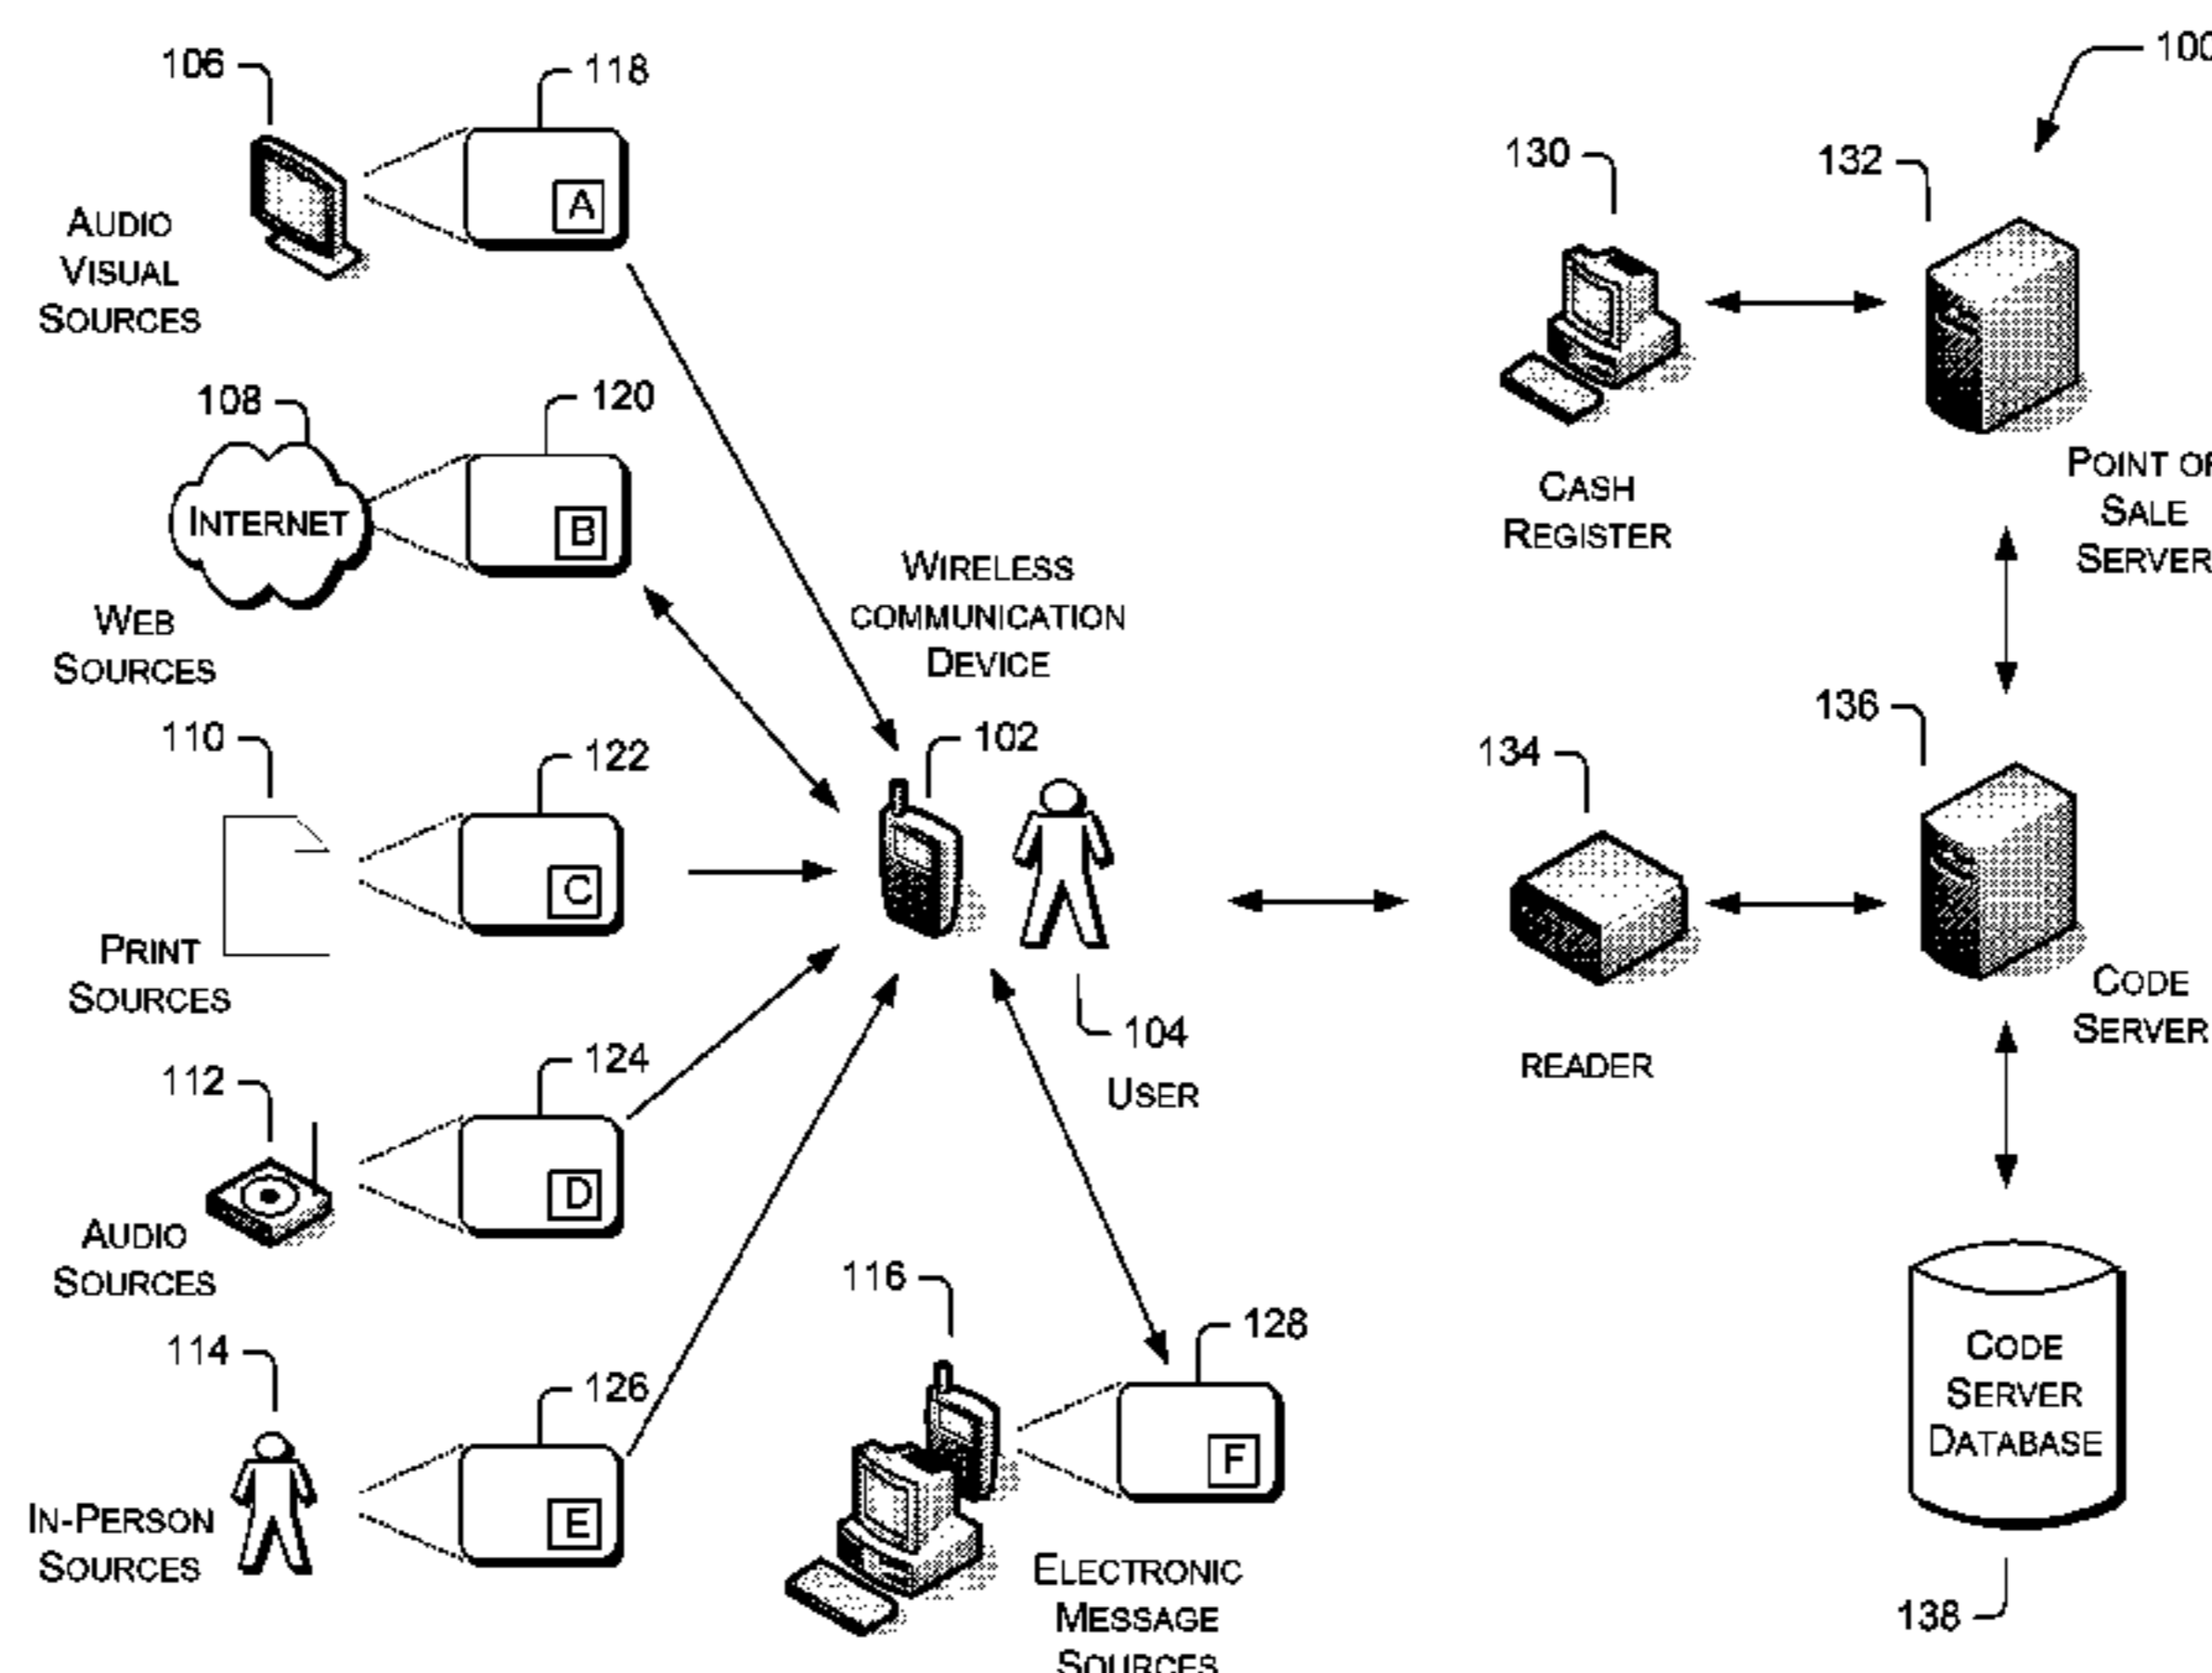 106
118
A
AUDIO
VISUAL
SOURCES
108
120
INTERNET
B
WEB
SOURCES
110
122
C
PRINT
SOURCES
112
124
D
AUDIO
SOURCES
114
126
E
IN-PERSON
SOURCES
WIRELESS
COMMUNICATION
DEVICE
102
104
USER
116
128
F
ELECTRONIC
MESSAGE
SOURCES
100
130
132
CASH
REGISTER
POINT OF
SALE
SERVER
134
136
READER
CODE
SERVER
CODE
SERVER
DATABASE
138